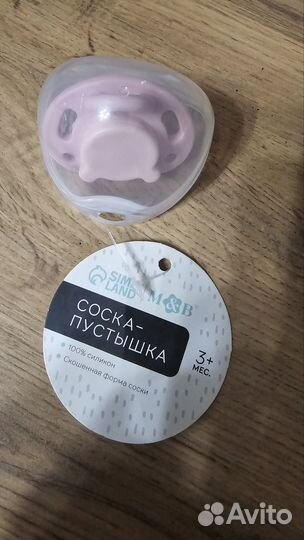 SIMA
LAND
M&B
СОСКА-
ПУСТЫШКА
100% силикон
Скошенная форма соски
3+
МЕС.
Avito